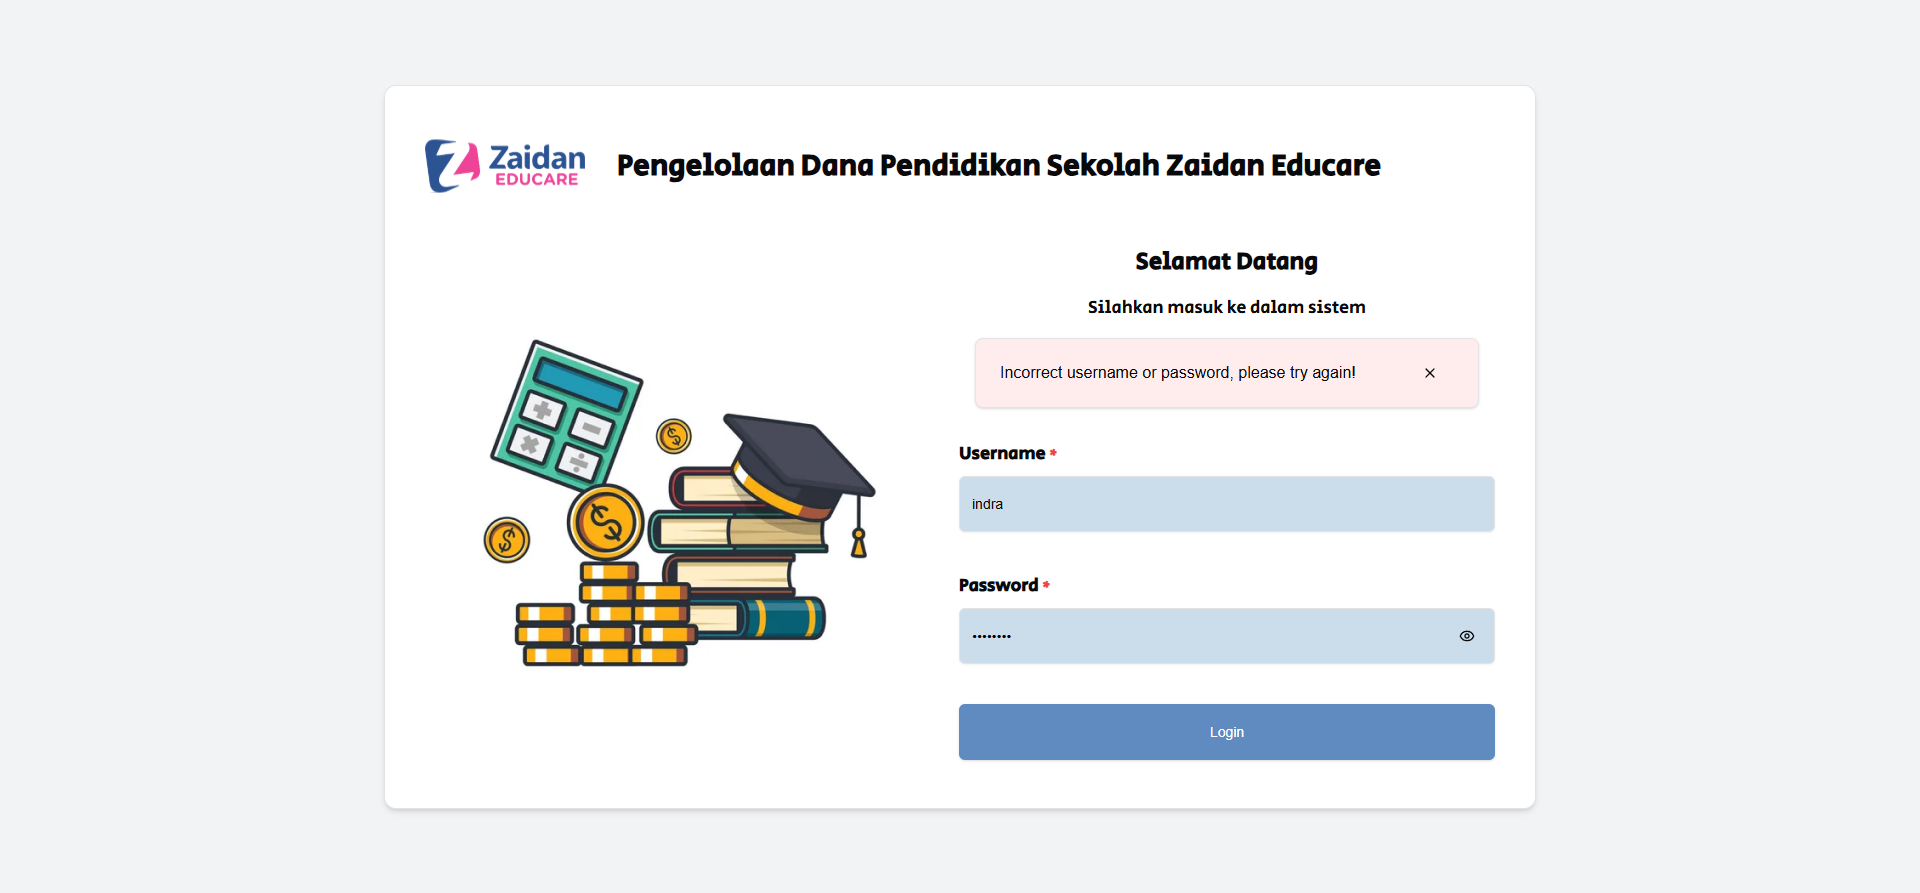 Zaidan
EDUCARE
Pengelolaan Dana Pendidikan Sekolah Zaidan Educare
Selamat Datang
Silahkan masuk ke dalam sistem
Incorrect username or password, please try again!
Username *
indra
Password *
••••••••
Login